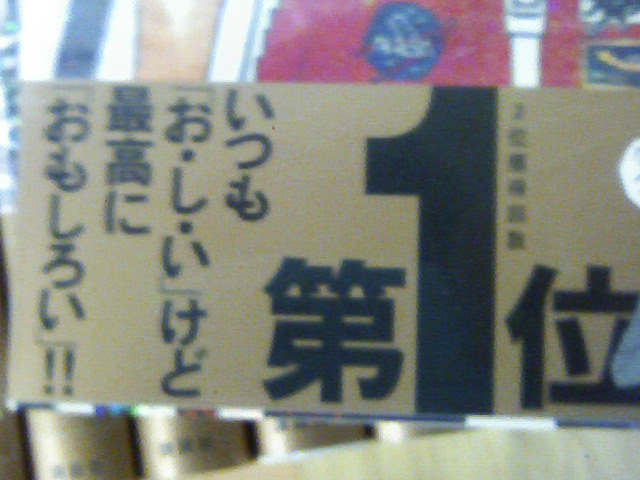 第1位
いつも
「お・し・い」けど
最高に
「おもしろい」!!